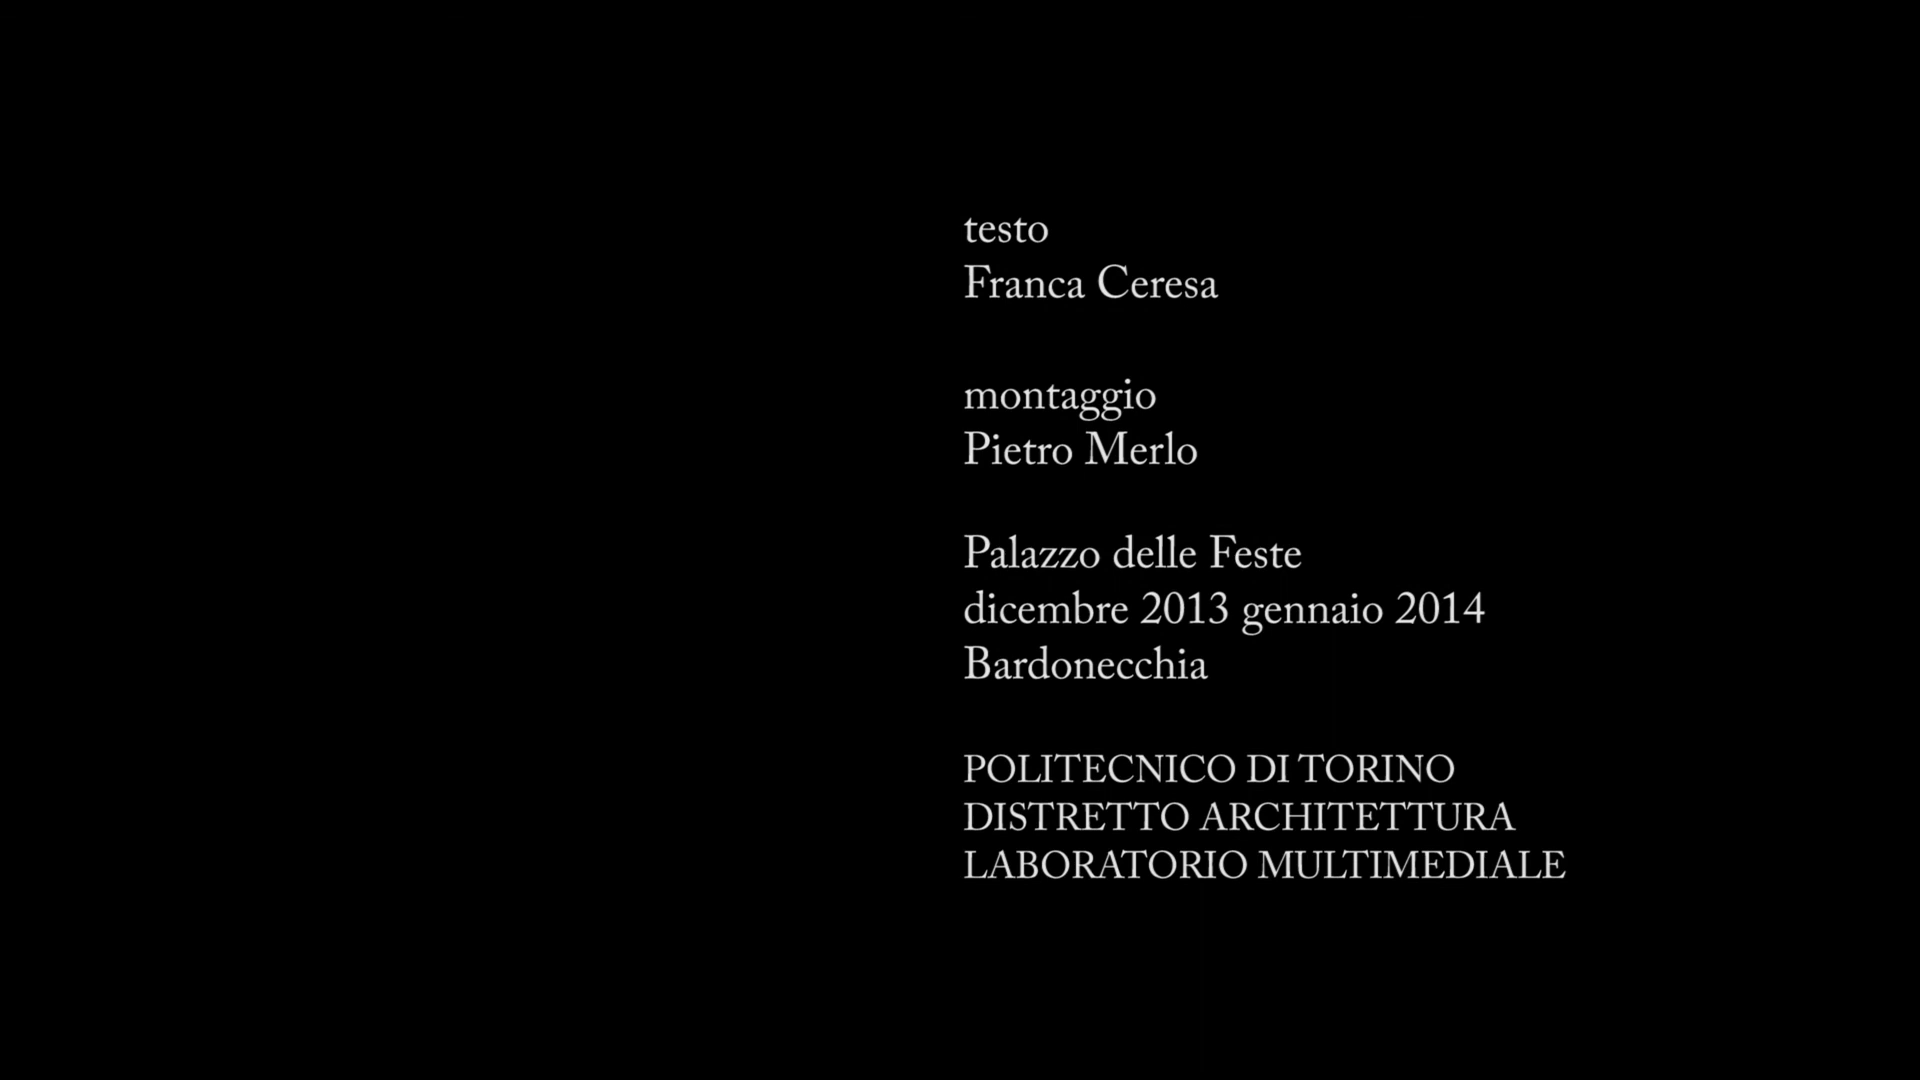 testo
Franca Ceresa
montaggio
Pietro Merlo
Palazzo delle Feste
dicembre 2013 gennaio 2014
Bardonecchia
POLITECNICO DI TORINO
DISTRETTO ARCHITETTURA
LABORATORIO MULTIMEDIALE